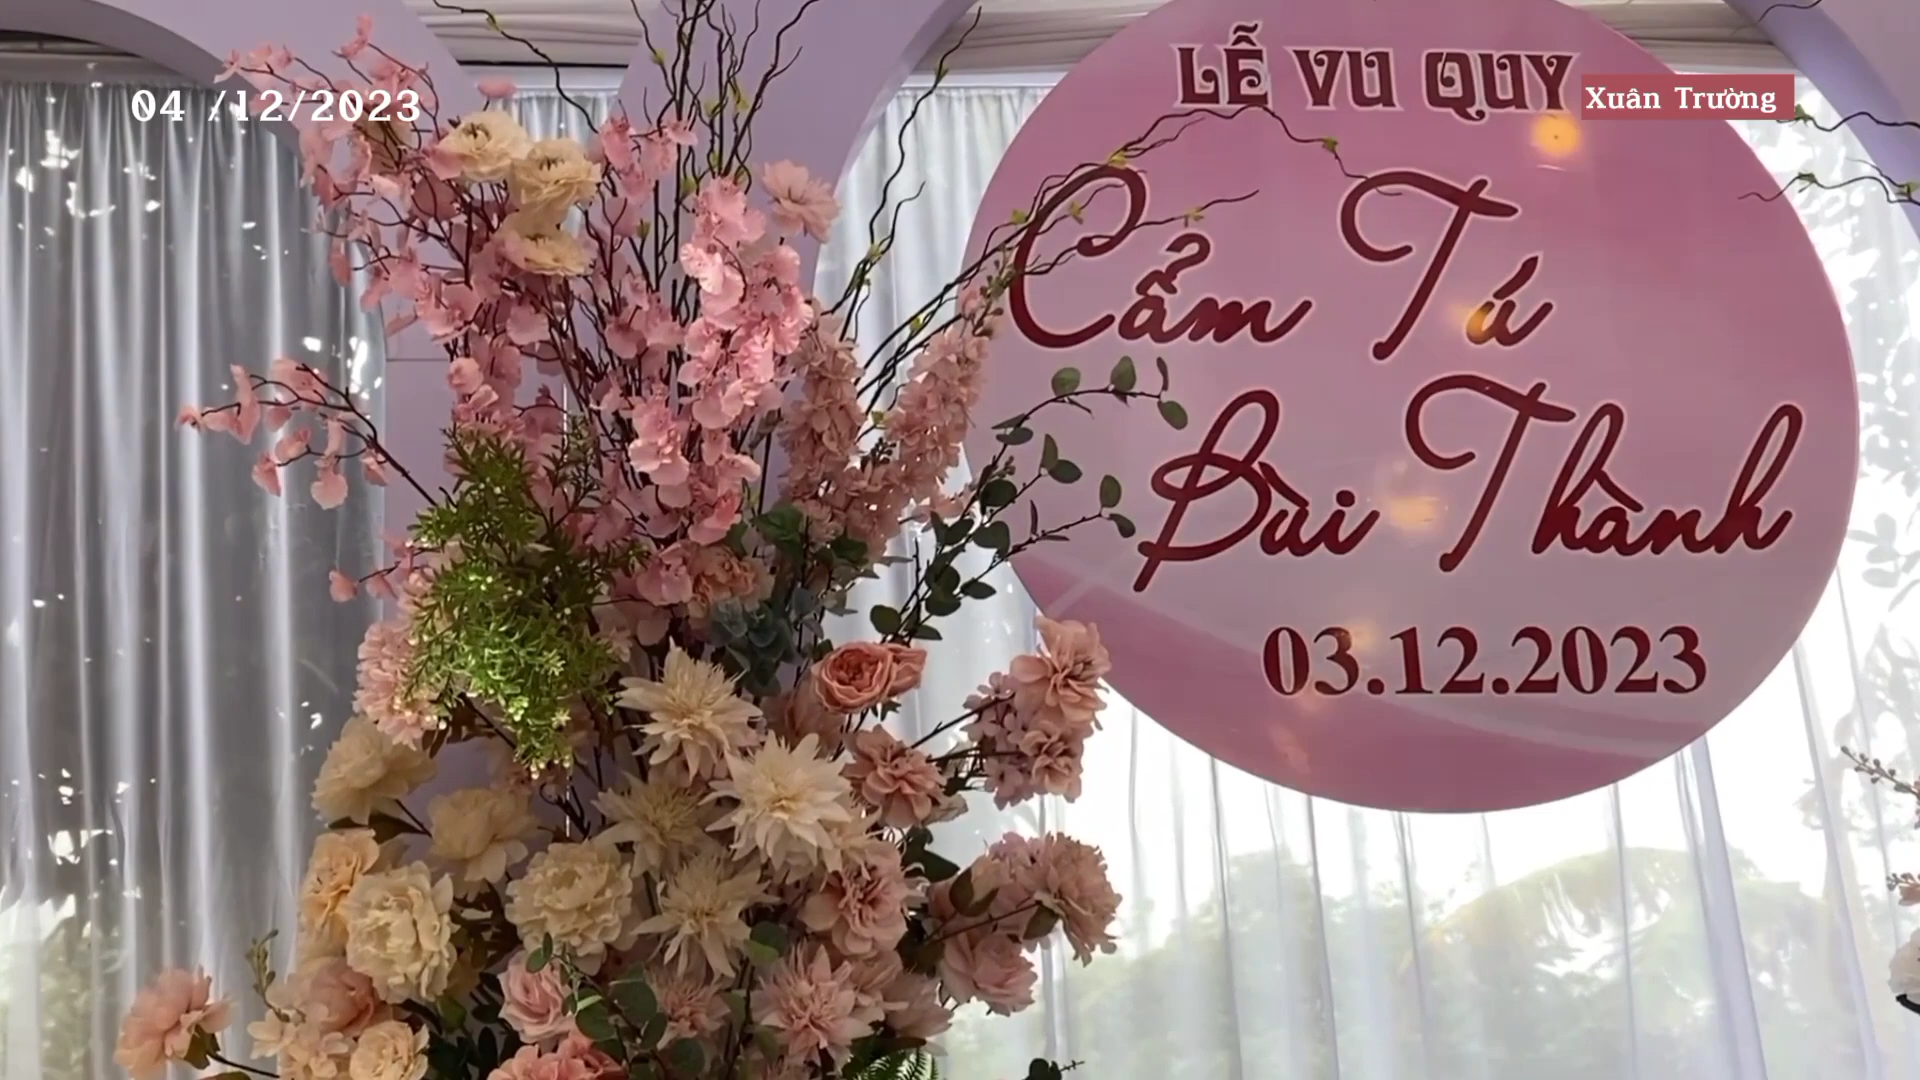 04 /12/2023
LỄ VU QUY
Xuân Trường
Cẩm Tú
Bùi Thành
03.12.2023